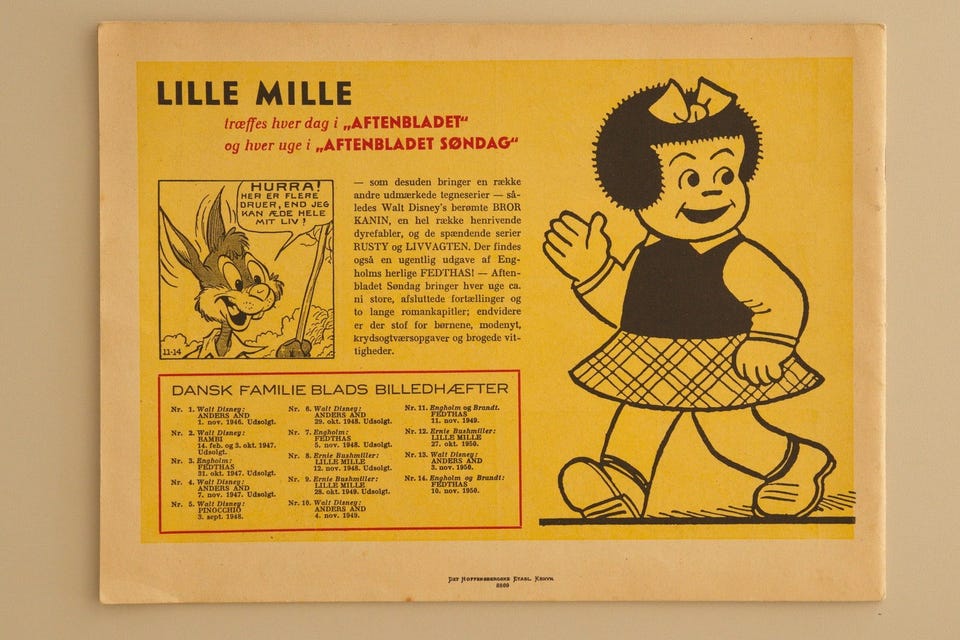 LILLE MILLE
træffes hver dag i „AFTENBLADET“
og hver uge i „AFTENBLADET SØNDAG“
HURRA!
HER ER FLERE
DRUER, END JEG
KAN ÆDE HELE
MIT LIV!
11-14
— som desuden bringer en række
andre udmærkede tegneserier — så-
ledes Walt Disney's berømte BROR
KANIN, en hel række henrivende
dyrefabler, og de spændende serier
RUSTY og LIVVAGTEN. Der findes
også en ugentlig udgave af Eng-
holms herlige FEDTHAS! — Aften-
bladet Søndag bringer hver uge ca.
ni store, afsluttede fortællinger og
to lange romankapitler; endvidere
er der stof for børnene, modenyt,
krydsogtværsopgaver og brogede vit-
tigheder.
DANSK FAMILIE BLADS BILLEDHÆFTER
Nr. 1. Walt Disney:
ANDERS AND
1. nov. 1946. Udsolgt.
Nr. 2. Walt Disney:
BAMBI
14. feb. og 3. okt. 1947.
Udsolgt.
Nr. 3. Engholm:
FEDTHAS
31. okt. 1947. Udsolgt.
Nr. 4. Walt Disney:
ANDERS AND
7. nov. 1947. Udsolgt.
Nr. 5. Walt Disney:
PINOCCHIO
3. sept. 1948.
Nr. 6. Walt Disney:
ANDERS AND
29. okt. 1948. Udsolgt.
Nr. 7. Engholm:
FEDTHAS
5. nov. 1948. Udsolgt.
Nr. 8. Ernie Bushmiller:
LILLE MILLE
12. nov. 1948. Udsolgt.
Nr. 9. Ernie Bushmiller:
LILLE MILLE
28. okt. 1949. Udsolgt.
Nr. 10. Walt Disney:
ANDERS AND
4. nov. 1949.
Nr. 11. Engholm og Brandt.
FEDTHAS
11. nov. 1949.
Nr. 12. Ernie Bushmiller:
LILLE MILLE
27. okt. 1950.
Nr. 13. Walt Disney:
ANDERS AND
3. nov. 1950.
Nr. 14. Engholm og Brandt:
FEDTHAS
10. nov. 1950.
DET HOFFENSBERGSKE ETABL. KBHVN.
8809